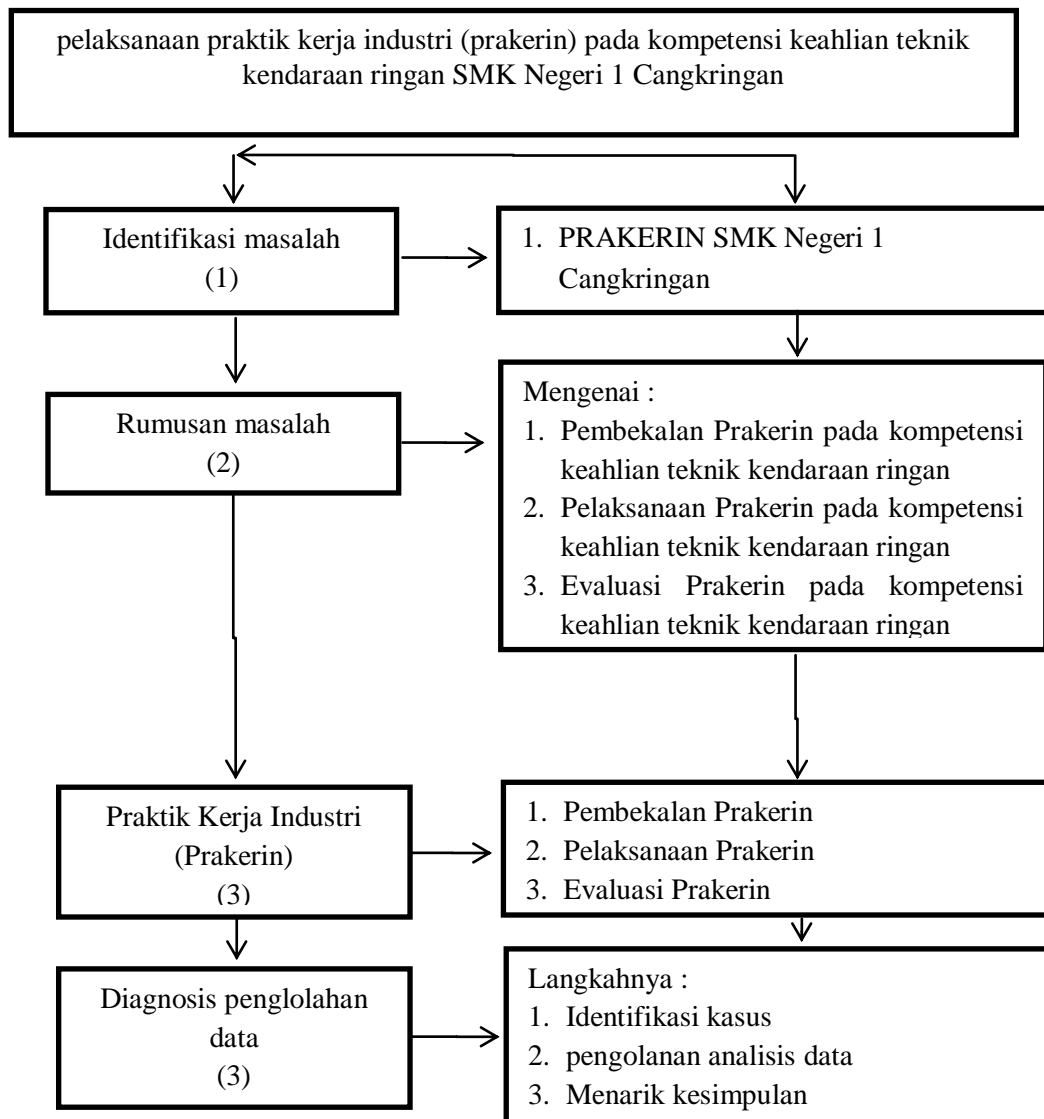 pelaksanaan praktik kerja industri (prakerin) pada kompetensi keahlian teknik
kendaraan ringan SMK Negeri 1 Cangkringan
Identifikasi masalah
(1)
1. PRAKERIN SMK Negeri 1
Cangkringan
Rumusan masalah
(2)
Mengenai :
1. Pembekalan Prakerin pada kompetensi
keahlian teknik kendaraan ringan
2. Pelaksanaan Prakerin pada kompetensi
keahlian teknik kendaraan ringan
3. Evaluasi Prakerin pada kompetensi
keahlian teknik kendaraan ringan
Praktik Kerja Industri
(Prakerin)
(3)
1. Pembekalan Prakerin
2. Pelaksanaan Prakerin
3. Evaluasi Prakerin
Diagnosis penglolahan
data
(3)
Langkahnya :
1. Identifikasi kasus
2. pengolanan analisis data
3. Menarik kesimpulan